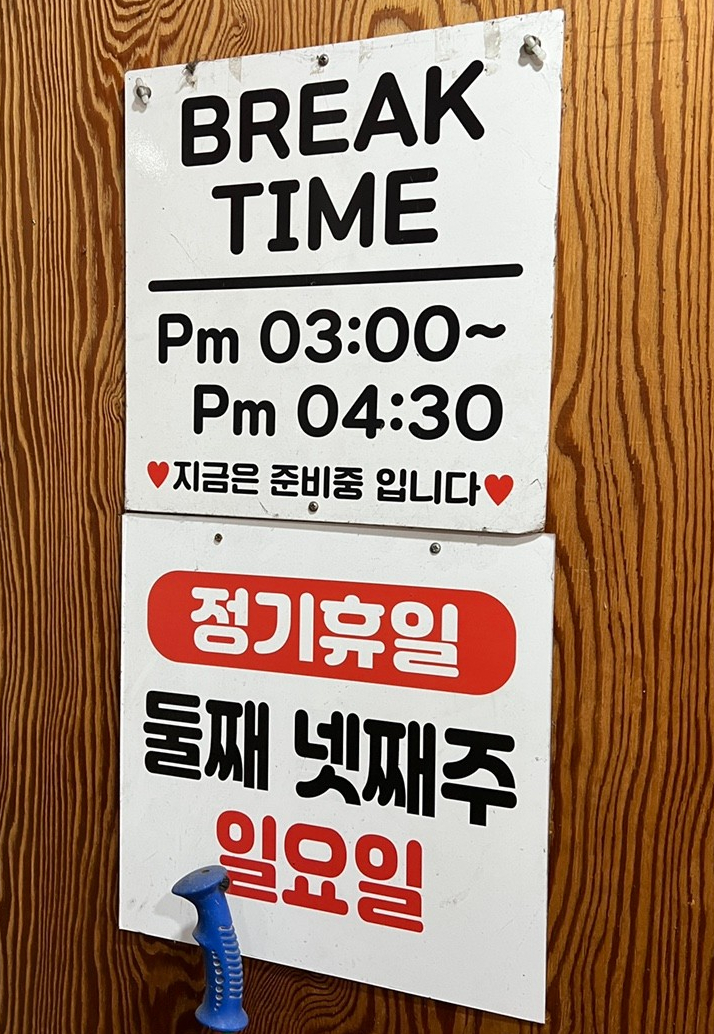 BREAK
TIME
Pm 03:00~
Pm 04:30
♥지금은 준비중 입니다♥
정기휴일
둘째 넷째주
일요일